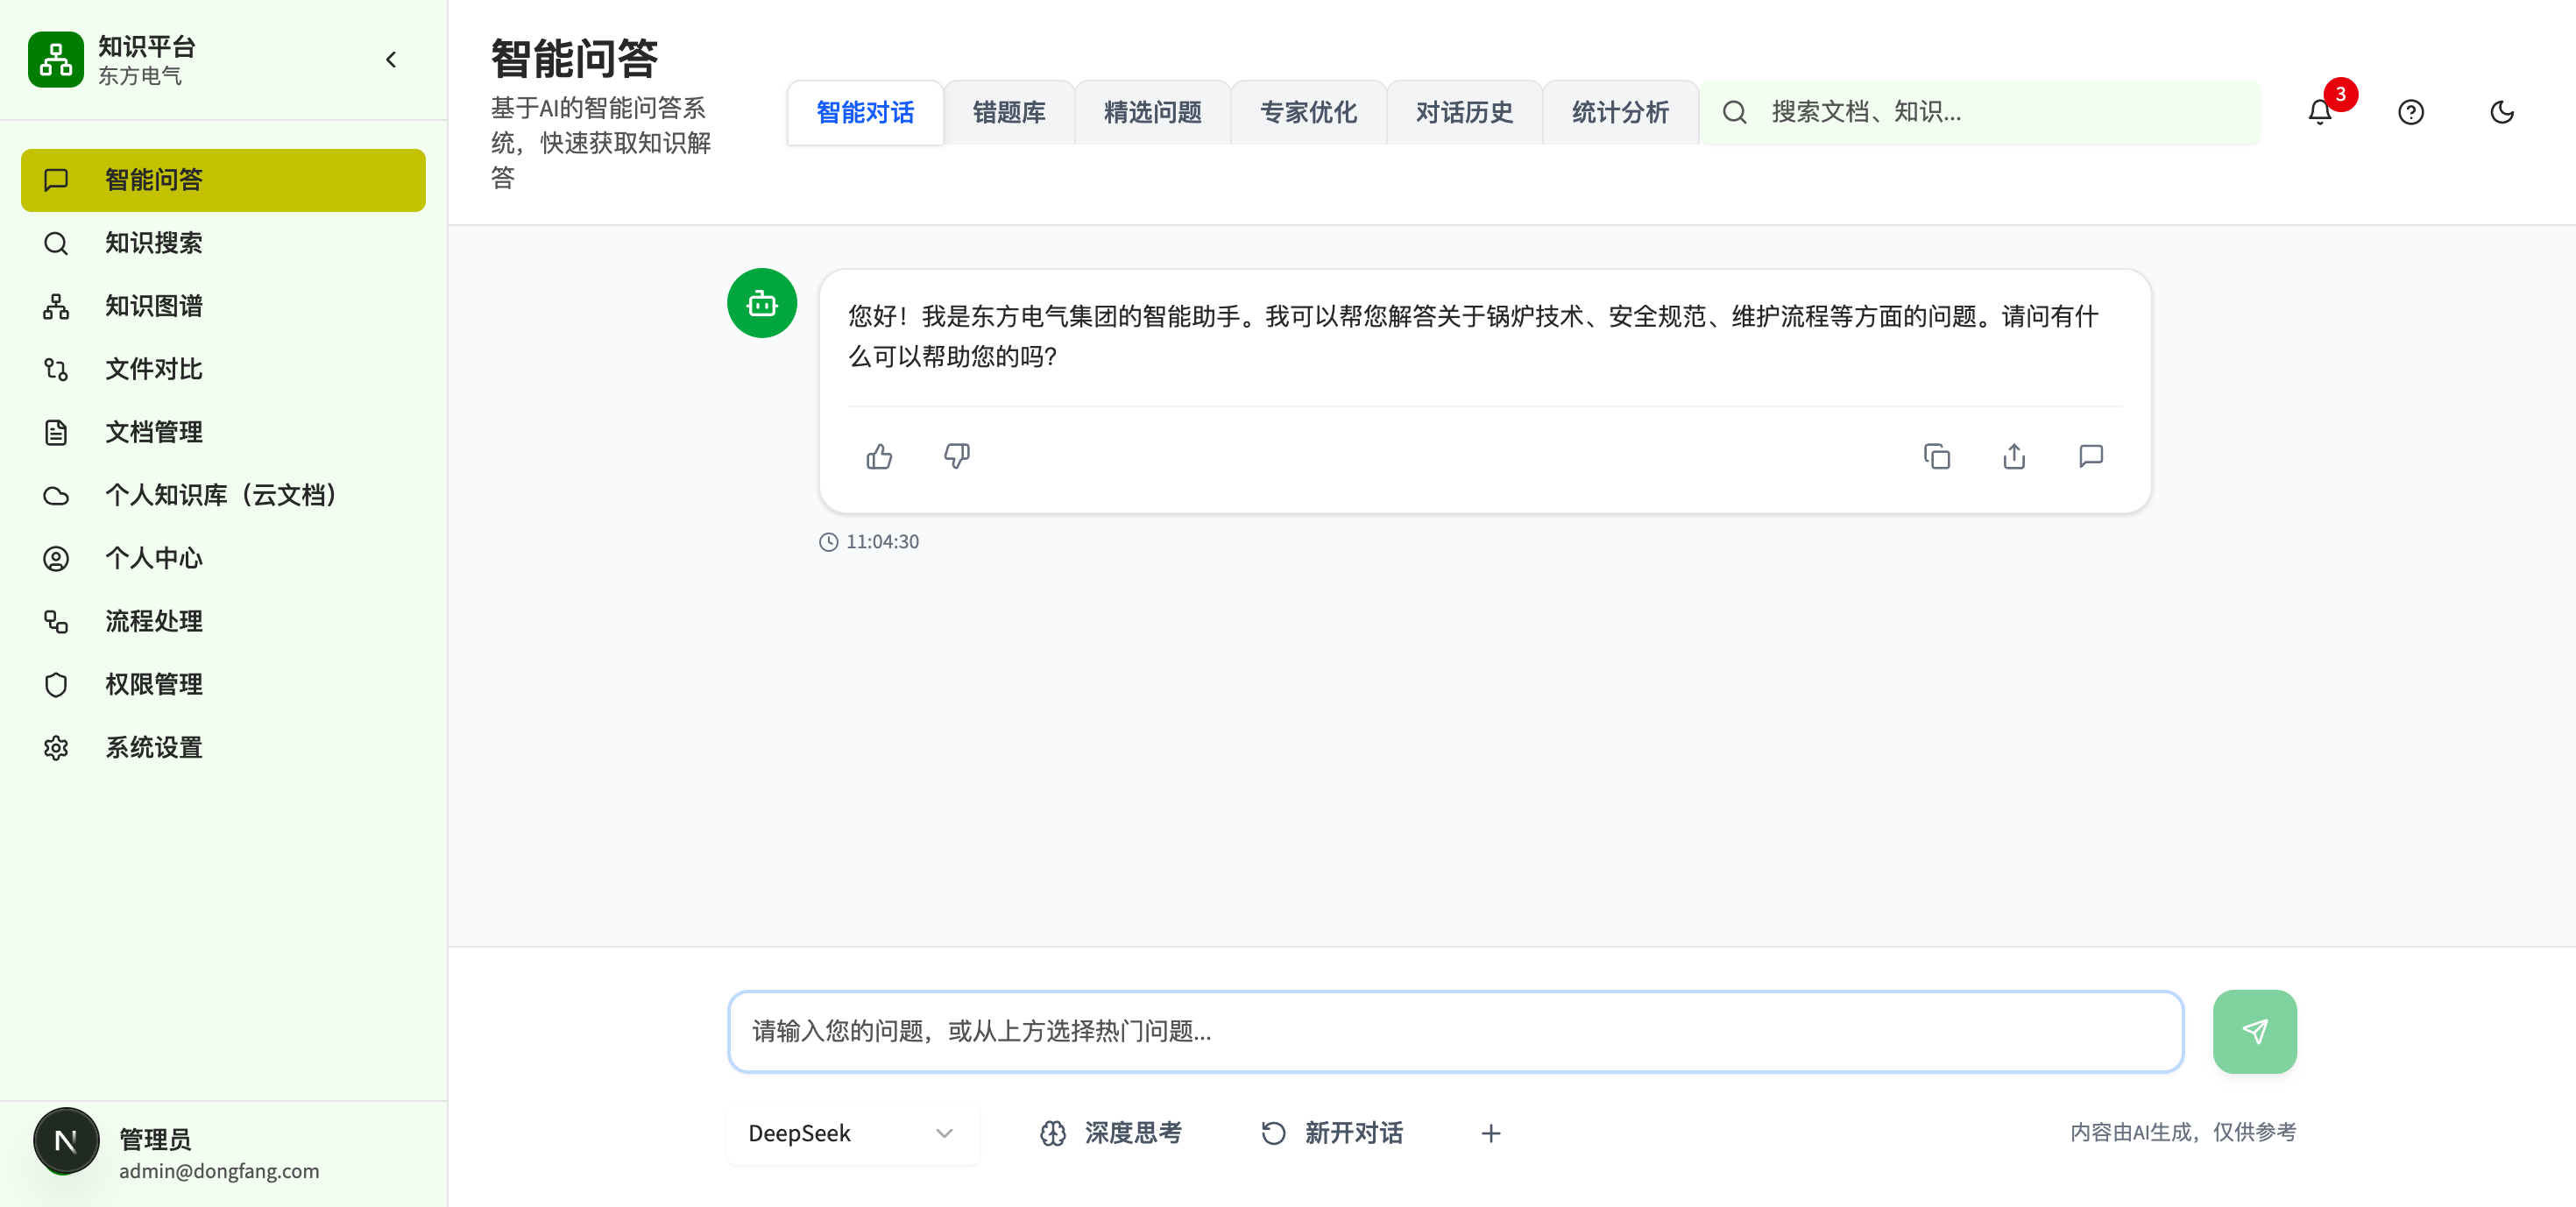 知识平台
东方电气
智能问答
知识搜索
知识图谱
文件对比
文档管理
个人知识库（云文档）
个人中心
流程处理
权限管理
系统设置
N
管理员
admin@dongfang.com
智能问答
基于AI的智能问答系
统，快速获取知识解
答
智能对话
错题库
精选问题
专家优化
对话历史
统计分析
搜索文档、知识...
3
您好！我是东方电气集团的智能助手。我可以帮您解答关于锅炉技术、安全规范、维护流程等方面的问题。请问有什
么可以帮助您的吗？
11:04:30
请输入您的问题，或从上方选择热门问题...
DeepSeek
深度思考
新开对话
内容由AI生成，仅供参考